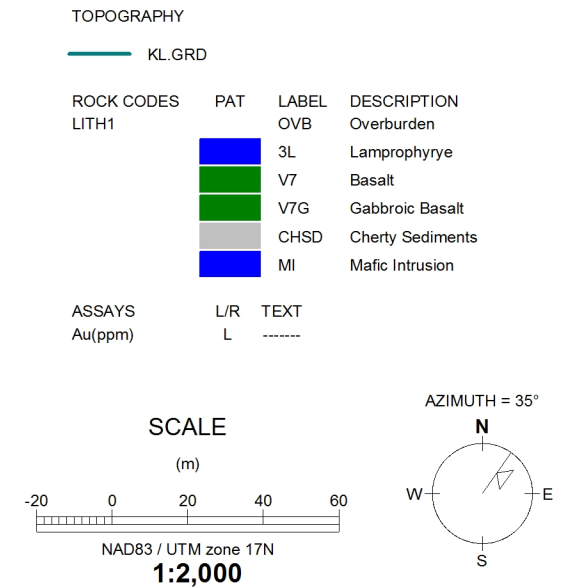 TOPOGRAPHY
KL.GRD
ROCK CODES PAT LABEL DESCRIPTION
LITH1 OVB Overburden
3L Lamprophyrye
V7 Basalt
V7G Gabbroic Basalt
CHSD Cherty Sediments
MI Mafic Intrusion
ASSAYS L/R TEXT
Au(ppm) L -------
AZIMUTH = 35°
SCALE
N
(m)
W E
-20 0 20 40 60
NAD83 / UTM zone 17N
S
1:2,000